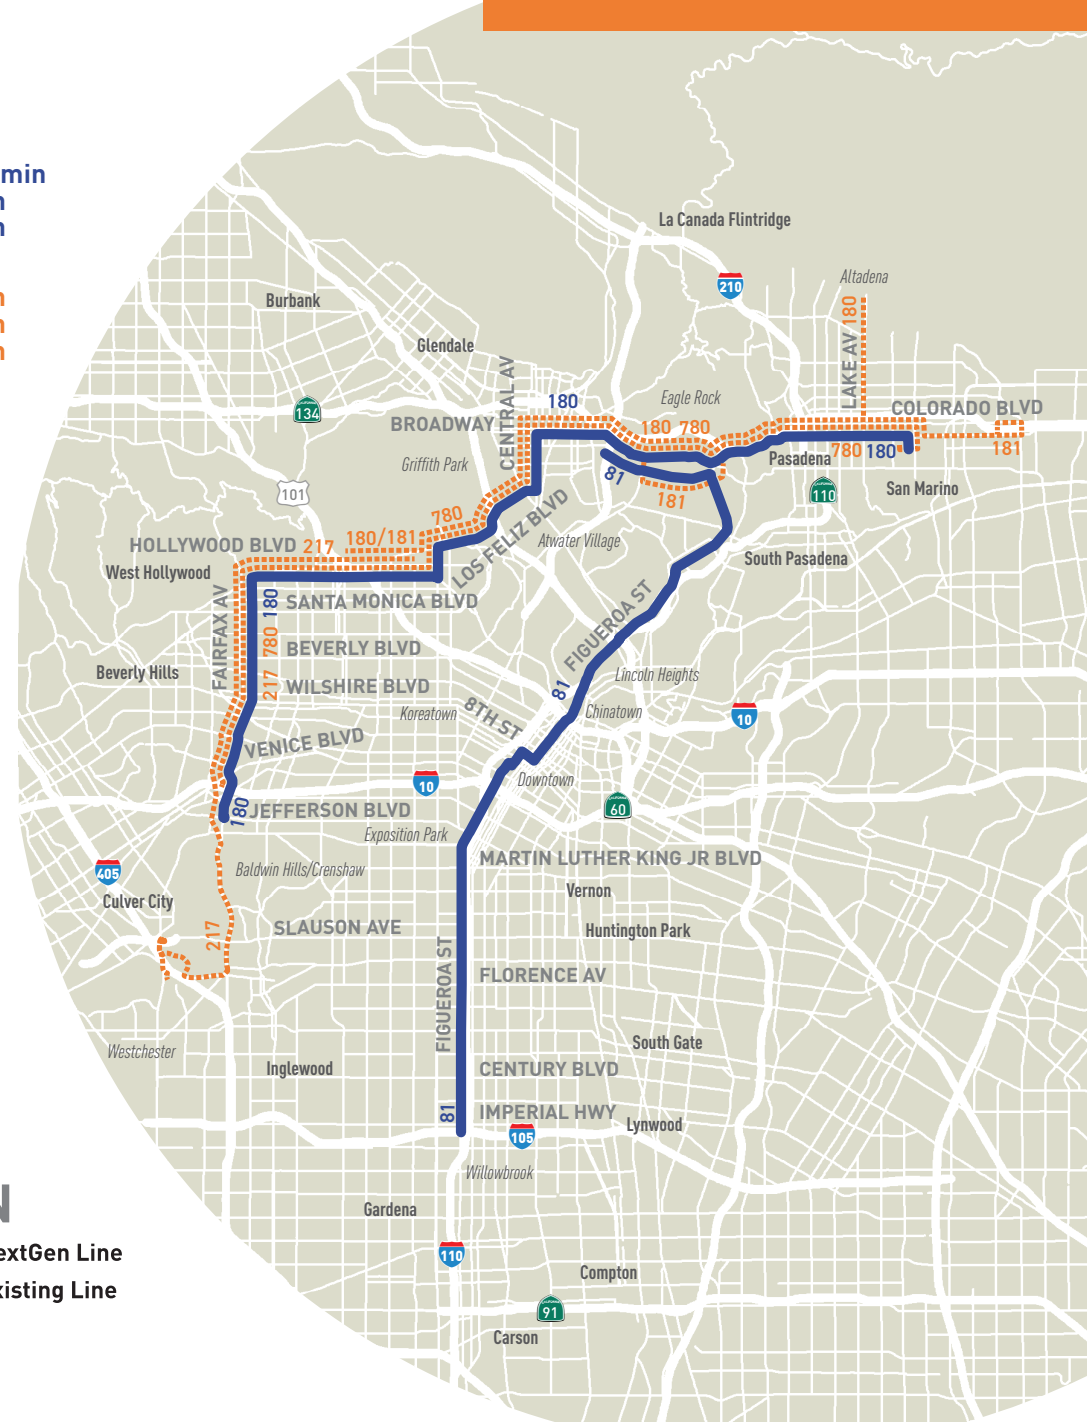 min
La Canada Flintridge
210
Altadena
Burbank
LAKE AV 180
Glendale
CENTRAL AV
180
Eagle Rock
134
COLORADO BLVD
BROADWAY
180 780
Griffith Park
780 180
181
Pasadena
81
101
181
110
San Marino
780
HOLLYWOOD BLVD 217
180/181
LOS FELIZ BLVD
Atwater Village
South Pasadena
West Hollywood
FAIRFAX AV
180
SANTA MONICA BLVD
780
BEVERLY BLVD
FIGUEROA ST
Beverly Hills
217
WILSHIRE BLVD
81
Lincoln Heights
Koreatown
8TH ST
Chinatown
10
VENICE BLVD
10
Downtown
180
JEFFERSON BLVD
60
Exposition Park
MARTIN LUTHER KING JR BLVD
405
Baldwin Hills/Crenshaw
Culver City
Vernon
217
SLAUSON AVE
Huntington Park
FIGUEROA ST
FLORENCE AV
Westchester
South Gate
Inglewood
CENTURY BLVD
81
IMPERIAL HWY
Lynwood
105
Willowbrook
Gardena
110
extGen Line
Compton
xisting Line
91
Carson